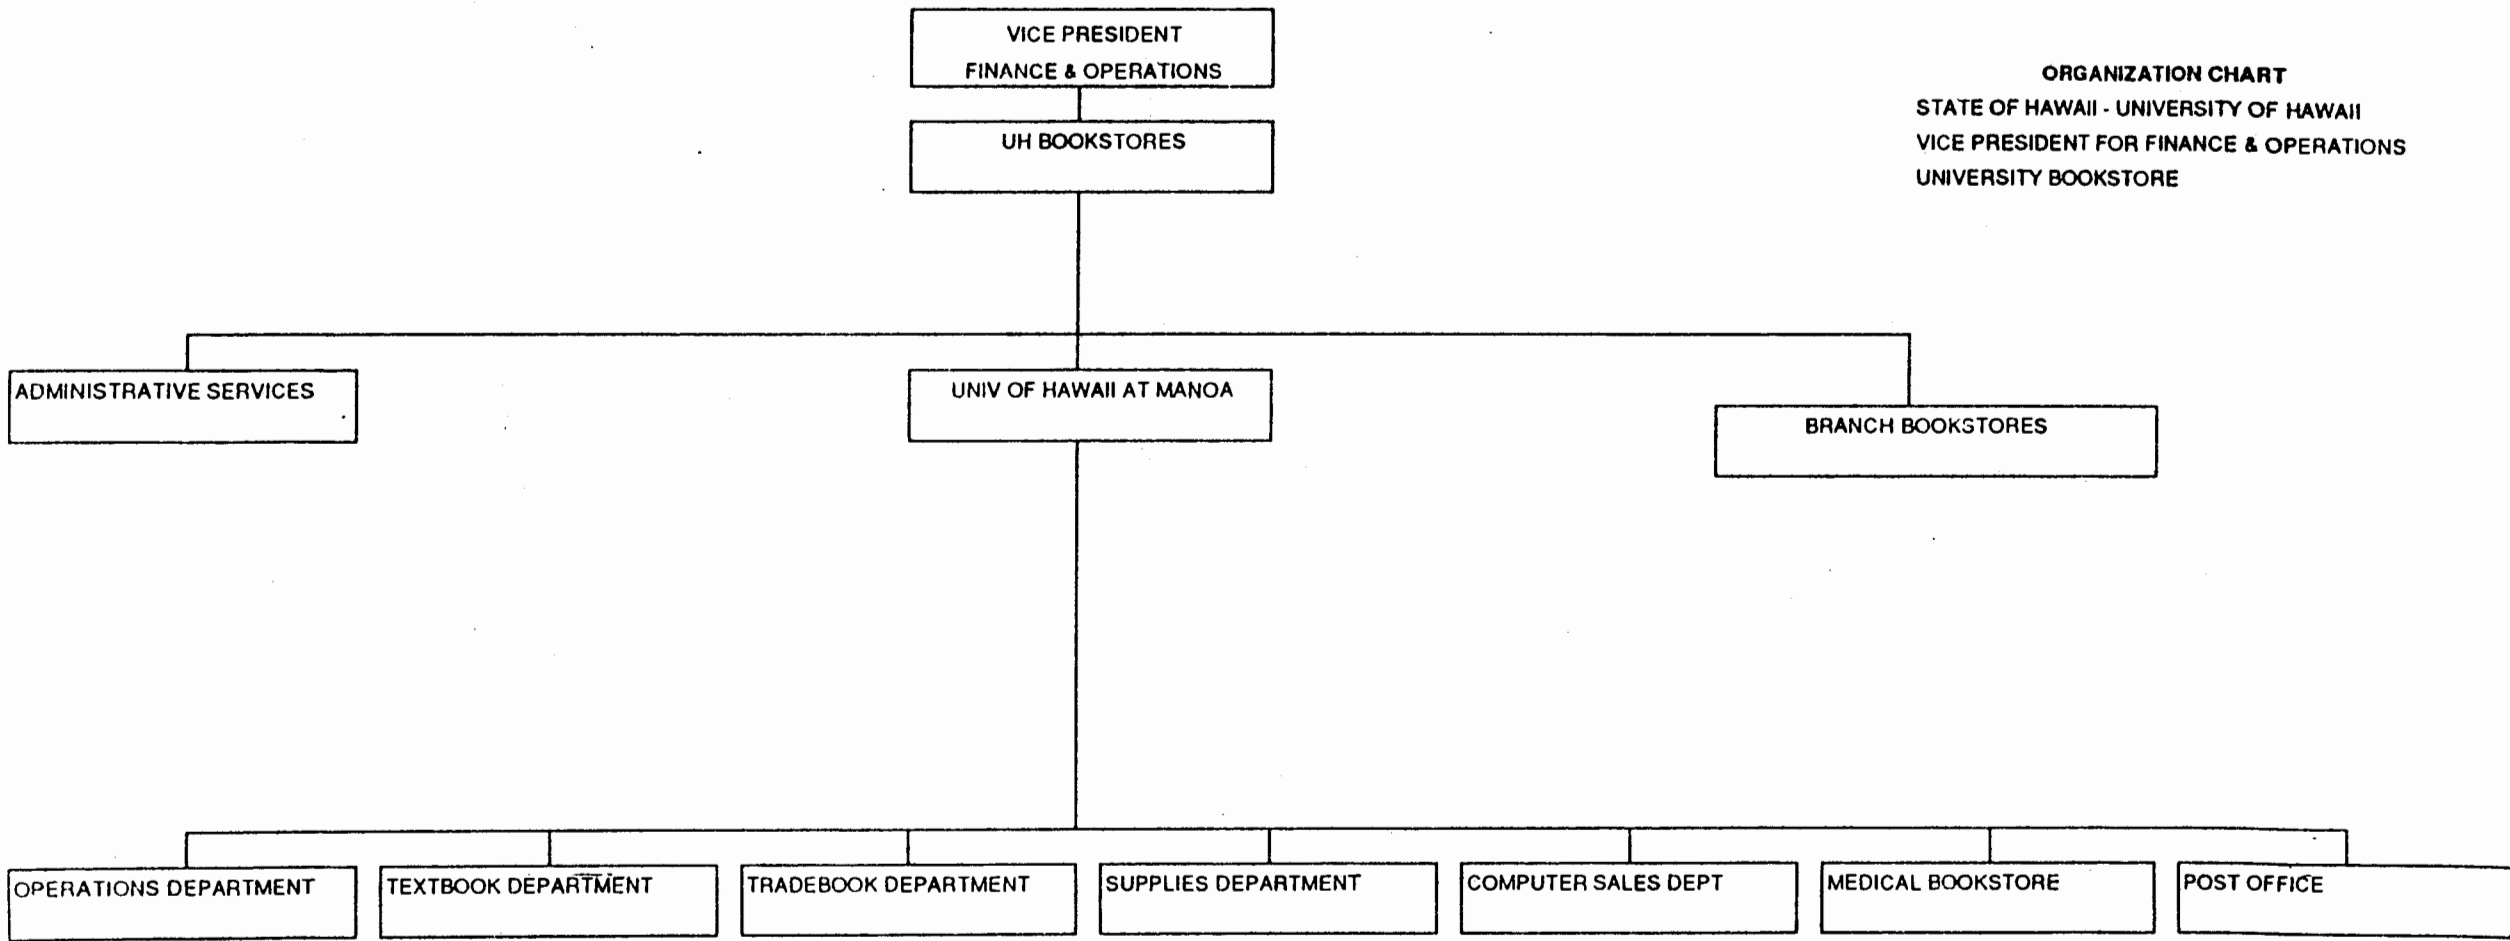 VICE PRESIDENT
FINANCE & OPERATIONS
ORGANIZATION CHART
STATE OF HAWAII - UNIVERSITY OF HAWAII
VICE PRESIDENT FOR FINANCE & OPERATIONS
UNIVERSITY BOOKSTORE
UH BOOKSTORES
ADMINISTRATIVE SERVICES
UNIV OF HAWAII AT MANOA
BRANCH BOOKSTORES
OPERATIONS DEPARTMENT
TEXTBOOK DEPARTMENT
TRADEBOOK DEPARTMENT
SUPPLIES DEPARTMENT
COMPUTER SALES DEPT
MEDICAL BOOKSTORE
POST OFFICE